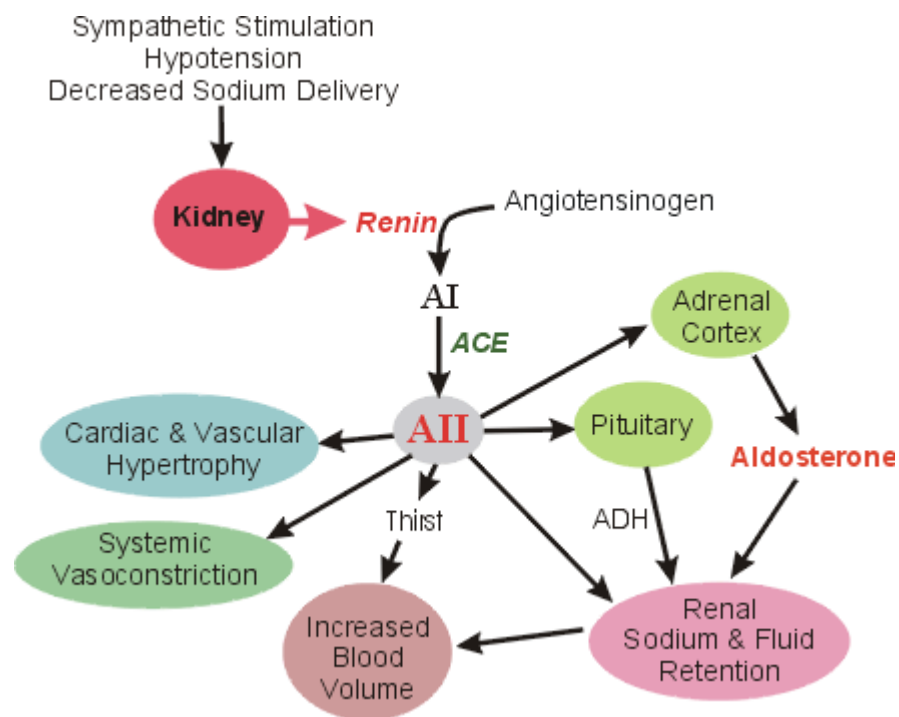 Sympathetic Stimulation
Hypotension
Decreased Sodium Delivery
Kidney
Renin
Angiotensinogen
AI
ACE
Adrenal
Cortex
AII
Pituitary
Cardiac & Vascular
Hypertrophy
Aldosterone
Thirst
ADH
Systemic
Vasoconstriction
Increased
Blood
Volume
Renal
Sodium & Fluid
Retention